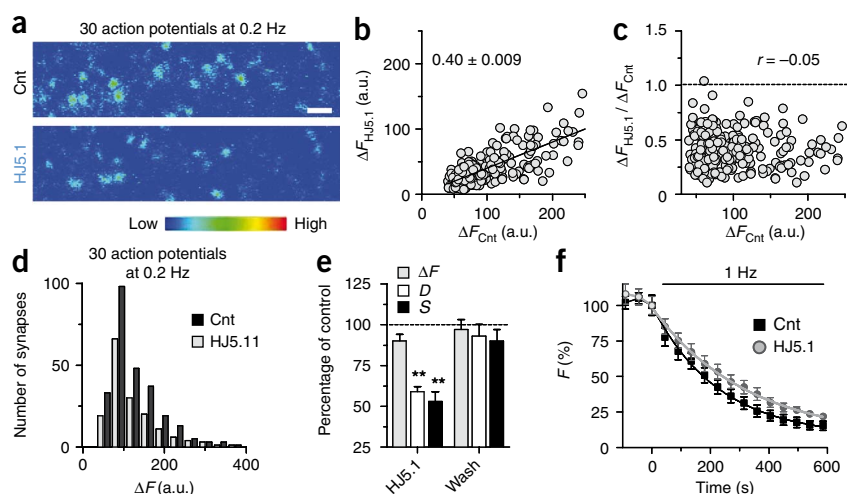 a
30 action potentials at 0.2 Hz
Cnt
HJ5.1
Low
High
b
0.40 ± 0.009
ΔF_HJ5.1 (a.u.)
200
100
0
0
100
200
ΔF_Cnt (a.u.)
c
r = −0.05
ΔF_HJ5.1 / ΔF_Cnt
1.5
1.0
0.5
0
100
200
ΔF_Cnt (a.u.)
d
30 action potentials
at 0.2 Hz
Number of synapses
100
50
0
Cnt
HJ5.11
0
200
400
ΔF (a.u.)
e
ΔF
D
S
Percentage of control
125
100
75
50
25
**
**
HJ5.1
Wash
f
1 Hz
F (%)
100
75
50
25
0
Cnt
HJ5.1
0
200
400
600
Time (s)